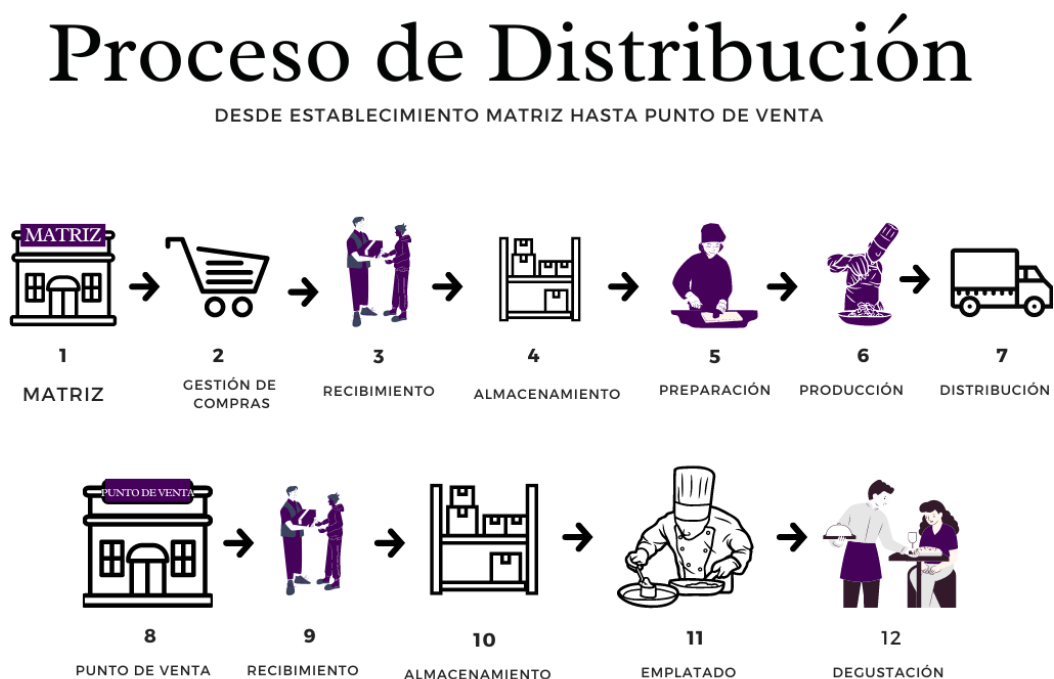 Proceso de Distribución
DESDE ESTABLECIMIENTO MATRIZ HASTA PUNTO DE VENTA
MATRIZ
1
MATRIZ
2
GESTIÓN DE
COMPRAS
3
RECIBIMIENTO
4
ALMACENAMIENTO
5
PREPARACIÓN
6
PRODUCCIÓN
7
DISTRIBUCIÓN
PUNTO DE VENTA
8
PUNTO DE VENTA
9
RECIBIMIENTO
10
ALMACENAMIENTO
11
EMPLATADO
12
DEGUSTACIÓN